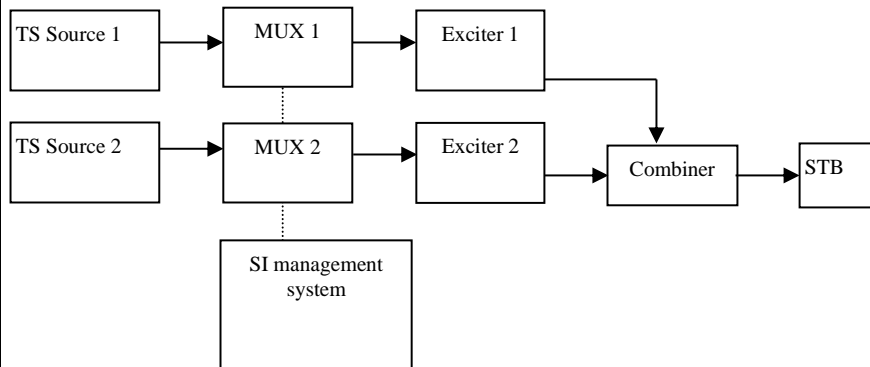 TS Source 1
MUX 1
Exciter 1
TS Source 2
MUX 2
Exciter 2
Combiner
STB
SI management
system